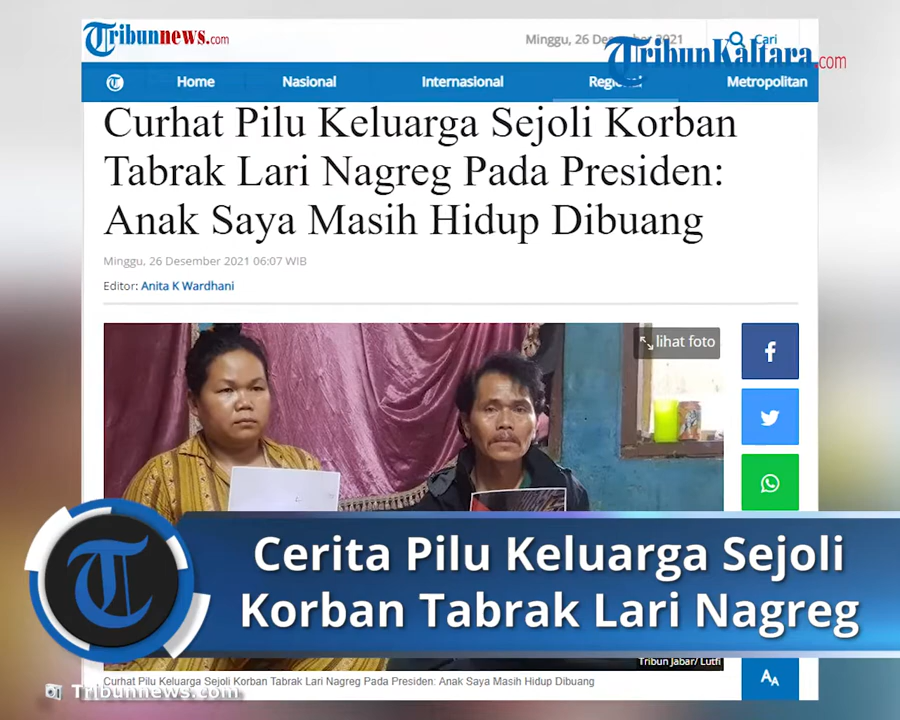 Tribunnews.com
Minggu, 26 Desember 2021
Cari
TribunKaltara.com
Home
Nasional
Internasional
Metropolitan
Curhat Pilu Keluarga Sejoli Korban
Tabrak Lari Nagreg Pada Presiden:
Anak Saya Masih Hidup Dibuang
Minggu, 26 Desember 2021 06:07 WIB
Editor: Anita K Wardhani
lihat foto
Cerita Pilu Keluarga Sejoli
Korban Tabrak Lari Nagreg
Tribun Jabar/ Lutfi
Curhat Pilu Keluarga Sejoli Korban Tabrak Lari Nagreg Pada Presiden: Anak Saya Masih Hidup Dibuang
Tribunnews.com
AA